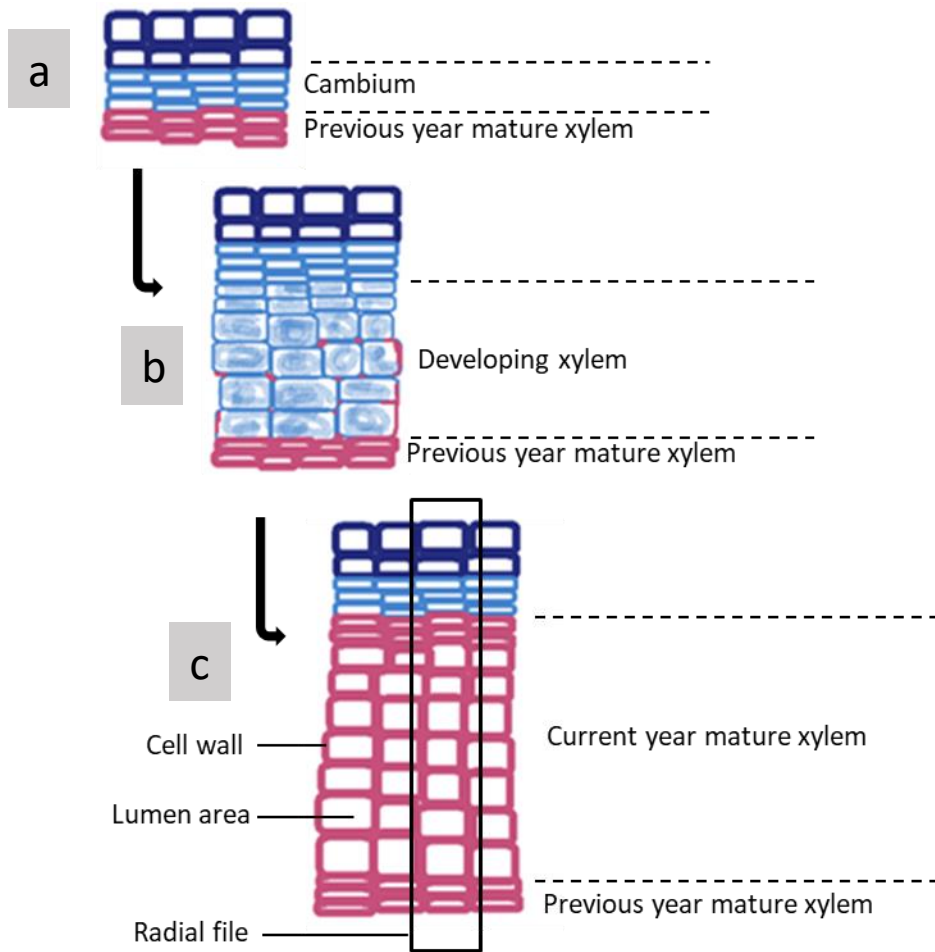 a
Cambium
Previous year mature xylem
b
Developing xylem
Previous year mature xylem
c
Cell wall
Current year mature xylem
Lumen area
Previous year mature xylem
Radial file